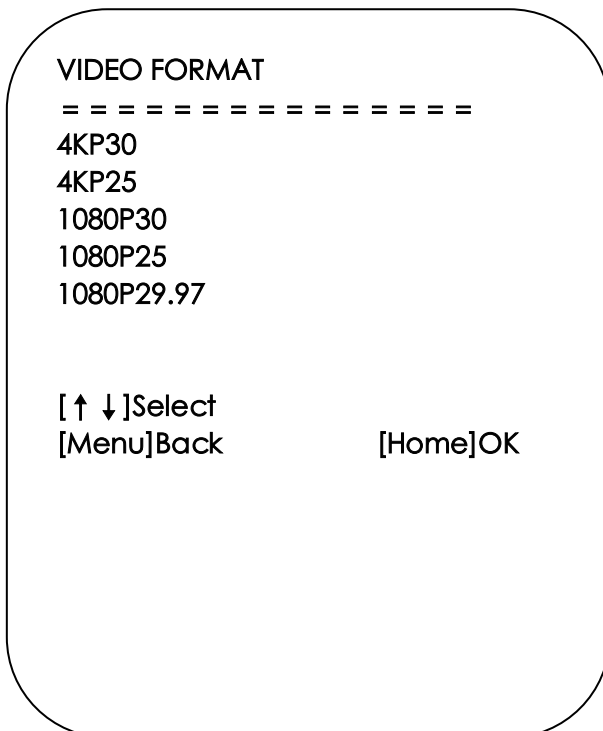 VIDEO FORMAT
= = = = = = = = = = = = = = =
4KP30
4KP25
1080P30
1080P25
1080P29.97
[↑ ↓]Select
[Menu]Back [Home]OK